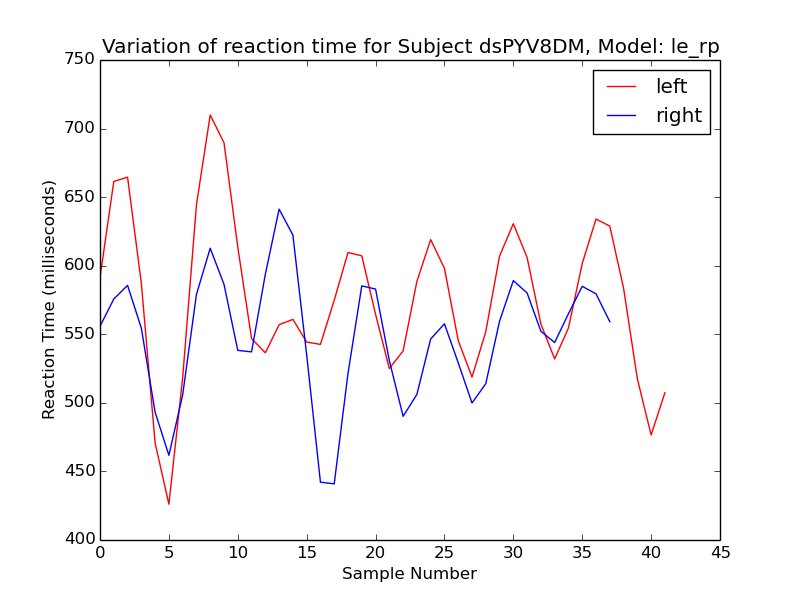 Variation of reaction time for Subject dsPYV8DM, Model: le_rp
750
700
650
600
550
500
450
400
Reaction Time (milliseconds)
left
right
0 5 10 15 20 25 30 35 40 45
Sample Number